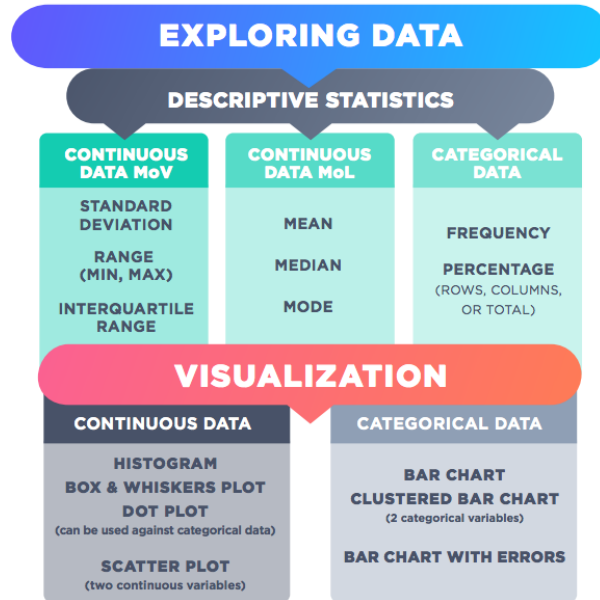 EXPLORING DATA
DESCRIPTIVE STATISTICS
CONTINUOUS
DATA MoV
STANDARD
DEVIATION
RANGE
(MIN, MAX)
INTERQUARTILE
RANGE
CONTINUOUS
DATA MoL
MEAN
MEDIAN
MODE
CATEGORICAL
DATA
FREQUENCY
PERCENTAGE
(ROWS, COLUMNS,
OR TOTAL)
VISUALIZATION
CONTINUOUS DATA
HISTOGRAM
BOX & WHISKERS PLOT
DOT PLOT
(can be used against categorical data)
SCATTER PLOT
(two continuous variables)
CATEGORICAL DATA
BAR CHART
CLUSTERED BAR CHART
(2 categorical variables)
BAR CHART WITH ERRORS